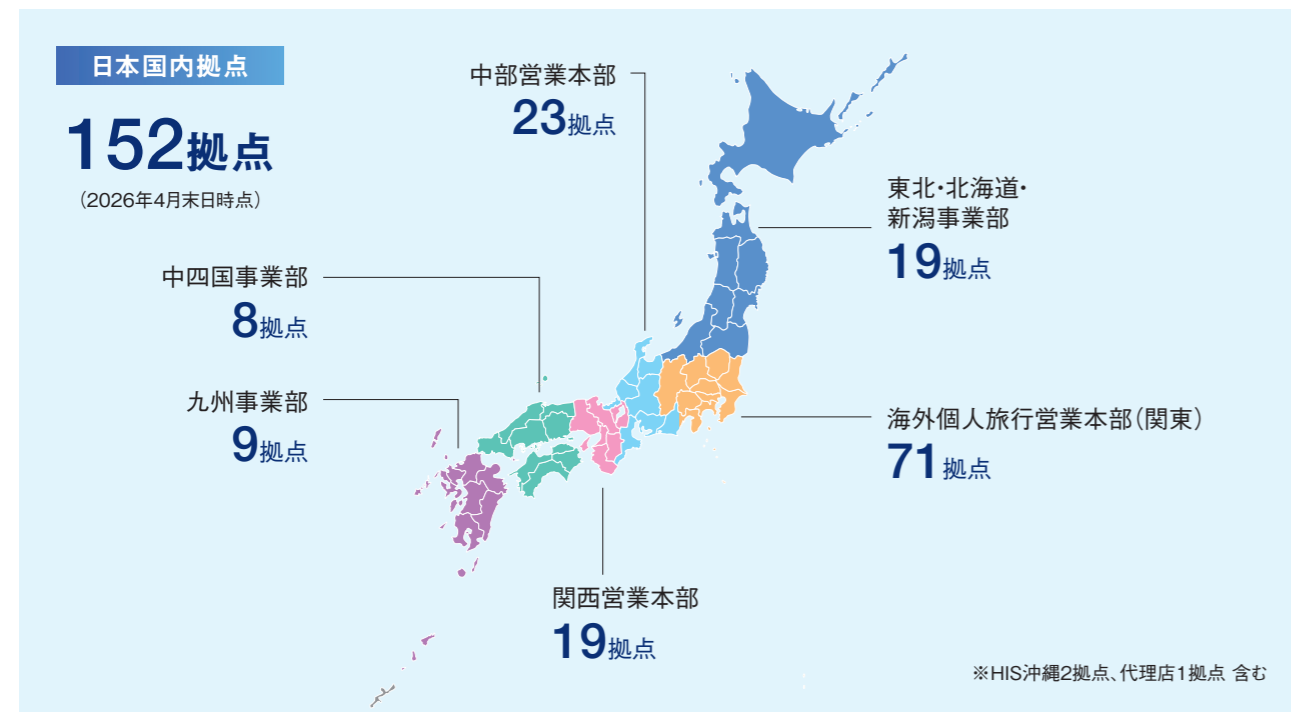 日本国内拠点
152拠点
（2026年4月末日時点）
中部営業本部
23拠点
東北・北海道・
新潟事業部
19拠点
中四国事業部
8拠点
九州事業部
9拠点
海外個人旅行営業本部（関東）
71拠点
関西営業本部
19拠点
※HIS沖縄2拠点、代理店1拠点 含む